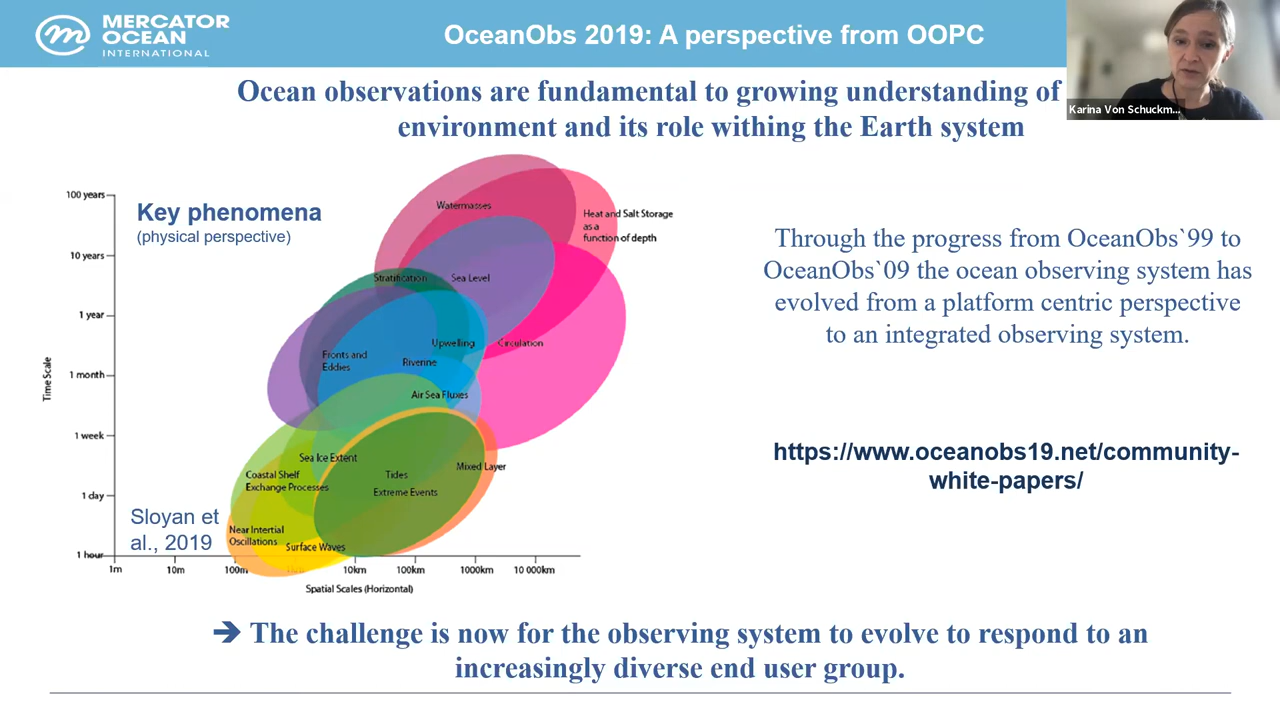 MERCATOR
OCEAN
INTERNATIONAL
OceanObs 2019: A perspective from OOPC
Karina Von Schuckm...
Ocean observations are fundamental to growing understanding of
environment and its role withing the Earth system
Key phenomena
(physical perspective)
100 years
10 years
1 year
1 month
1 week
1 day
1 hour
Time Scale
Watermasses
Heat and Salt Storage
as a
function of depth
Stratification
Sea Level
Upwelling
Circulation
Fronts and
Eddies
Riverine
Air Sea Fluxes
Sea Ice Extent
Mixed Layer
Coastal Shelf
Exchange Processes
Tides
Extreme Events
Near Intertial
Oscillations
Surface Waves
Sloyan et
al., 2019
1m
10m
100m
10km
100km
1000km
10 000km
Spatial Scales (Horizontal)
Through the progress from OceanObs`99 to
OceanObs`09 the ocean observing system has
evolved from a platform centric perspective
to an integrated observing system.
https://www.oceanobs19.net/community-
white-papers/
➔ The challenge is now for the observing system to evolve to respond to an
increasingly diverse end user group.